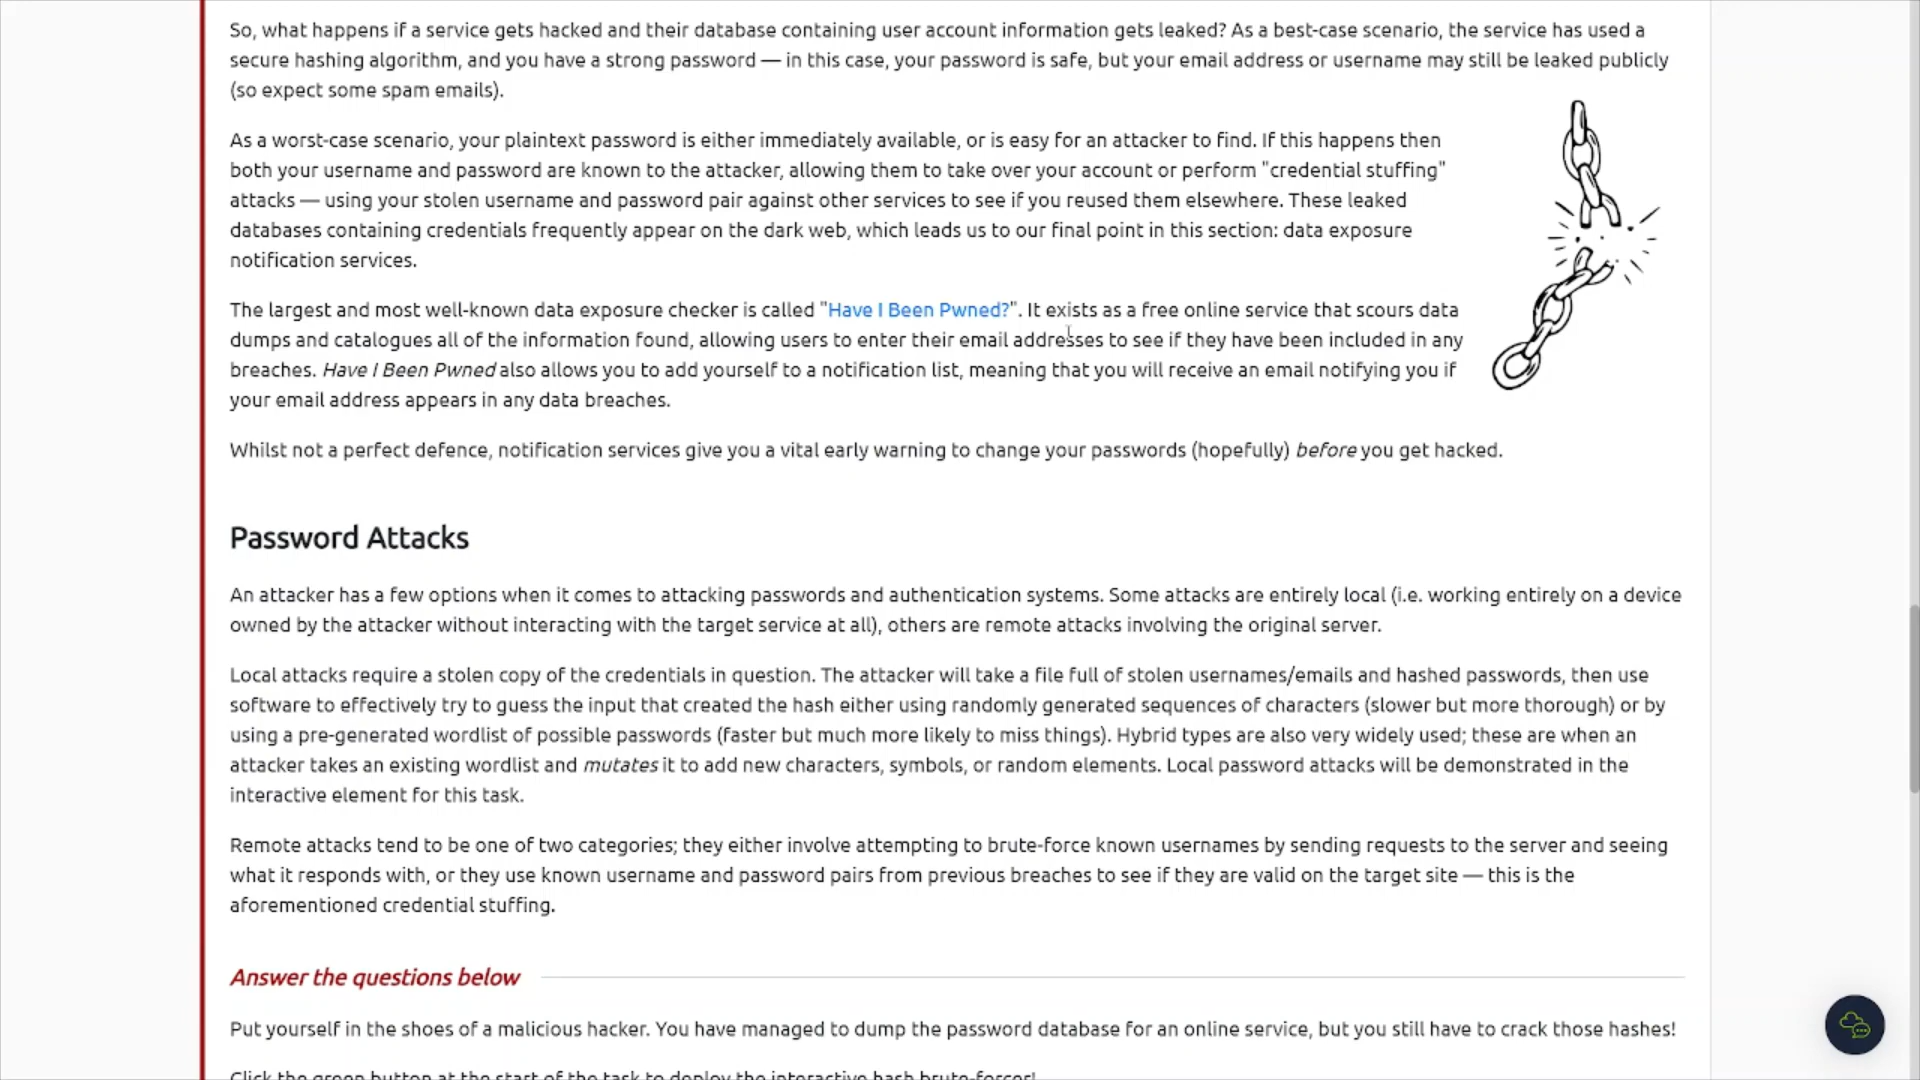 So, what happens if a service gets hacked and their database containing user account information gets leaked? As a best-case scenario, the service has used a
secure hashing algorithm, and you have a strong password — in this case, your password is safe, but your email address or username may still be leaked publicly
(so expect some spam emails).
As a worst-case scenario, your plaintext password is either immediately available, or is easy for an attacker to find. If this happens then
both your username and password are known to the attacker, allowing them to take over your account or perform "credential stuffing"
attacks — using your stolen username and password pair against other services to see if you reused them elsewhere. These leaked
databases containing credentials frequently appear on the dark web, which leads us to our final point in this section: data exposure
notification services.
The largest and most well-known data exposure checker is called "Have I Been Pwned?". It exists as a free online service that scours data
dumps and catalogues all of the information found, allowing users to enter their email addresses to see if they have been included in any
breaches. Have I Been Pwned also allows you to add yourself to a notification list, meaning that you will receive an email notifying you if
your email address appears in any data breaches.
Whilst not a perfect defence, notification services give you a vital early warning to change your passwords (hopefully) before you get hacked.
Password Attacks
An attacker has a few options when it comes to attacking passwords and authentication systems. Some attacks are entirely local (i.e. working entirely on a device
owned by the attacker without interacting with the target service at all), others are remote attacks involving the original server.
Local attacks require a stolen copy of the credentials in question. The attacker will take a file full of stolen usernames/emails and hashed passwords, then use
software to effectively try to guess the input that created the hash either using randomly generated sequences of characters (slower but more thorough) or by
using a pre-generated wordlist of possible passwords (faster but much more likely to miss things). Hybrid types are also very widely used; these are when an
attacker takes an existing wordlist and mutates it to add new characters, symbols, or random elements. Local password attacks will be demonstrated in the
interactive element for this task.
Remote attacks tend to be one of two categories; they either involve attempting to brute-force known usernames by sending requests to the server and seeing
what it responds with, or they use known username and password pairs from previous breaches to see if they are valid on the target site — this is the
aforementioned credential stuffing.
Answer the questions below
Put yourself in the shoes of a malicious hacker. You have managed to dump the password database for an online service, but you still have to crack those hashes!
Click the green button at the start of the task to deploy the interactive hash brute-forcer!